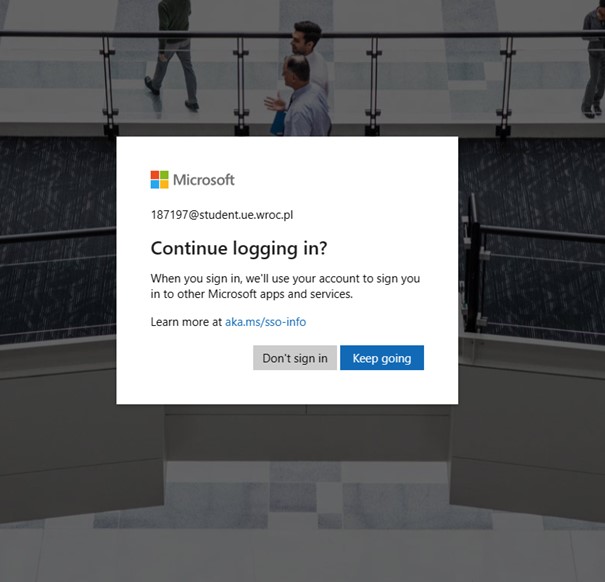 Microsoft
187197@student.ue.wroc.pl
Continue logging in?
When you sign in, we'll use your account to sign you
in to other Microsoft apps and services.
Learn more at aka.ms/sso-info
Don't sign in
Keep going